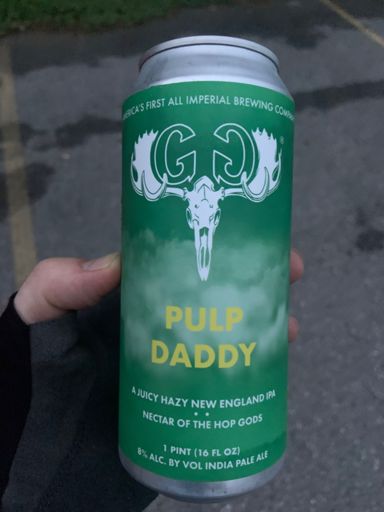 AMERICA'S FIRST ALL IMPERIAL BREWING COMPANY
GG
®
PULP
DADDY
A JUICY HAZY NEW ENGLAND IPA
NECTAR OF THE HOP GODS
1 PINT (16 FL OZ)
8% ALC. BY VOL INDIA PALE ALE